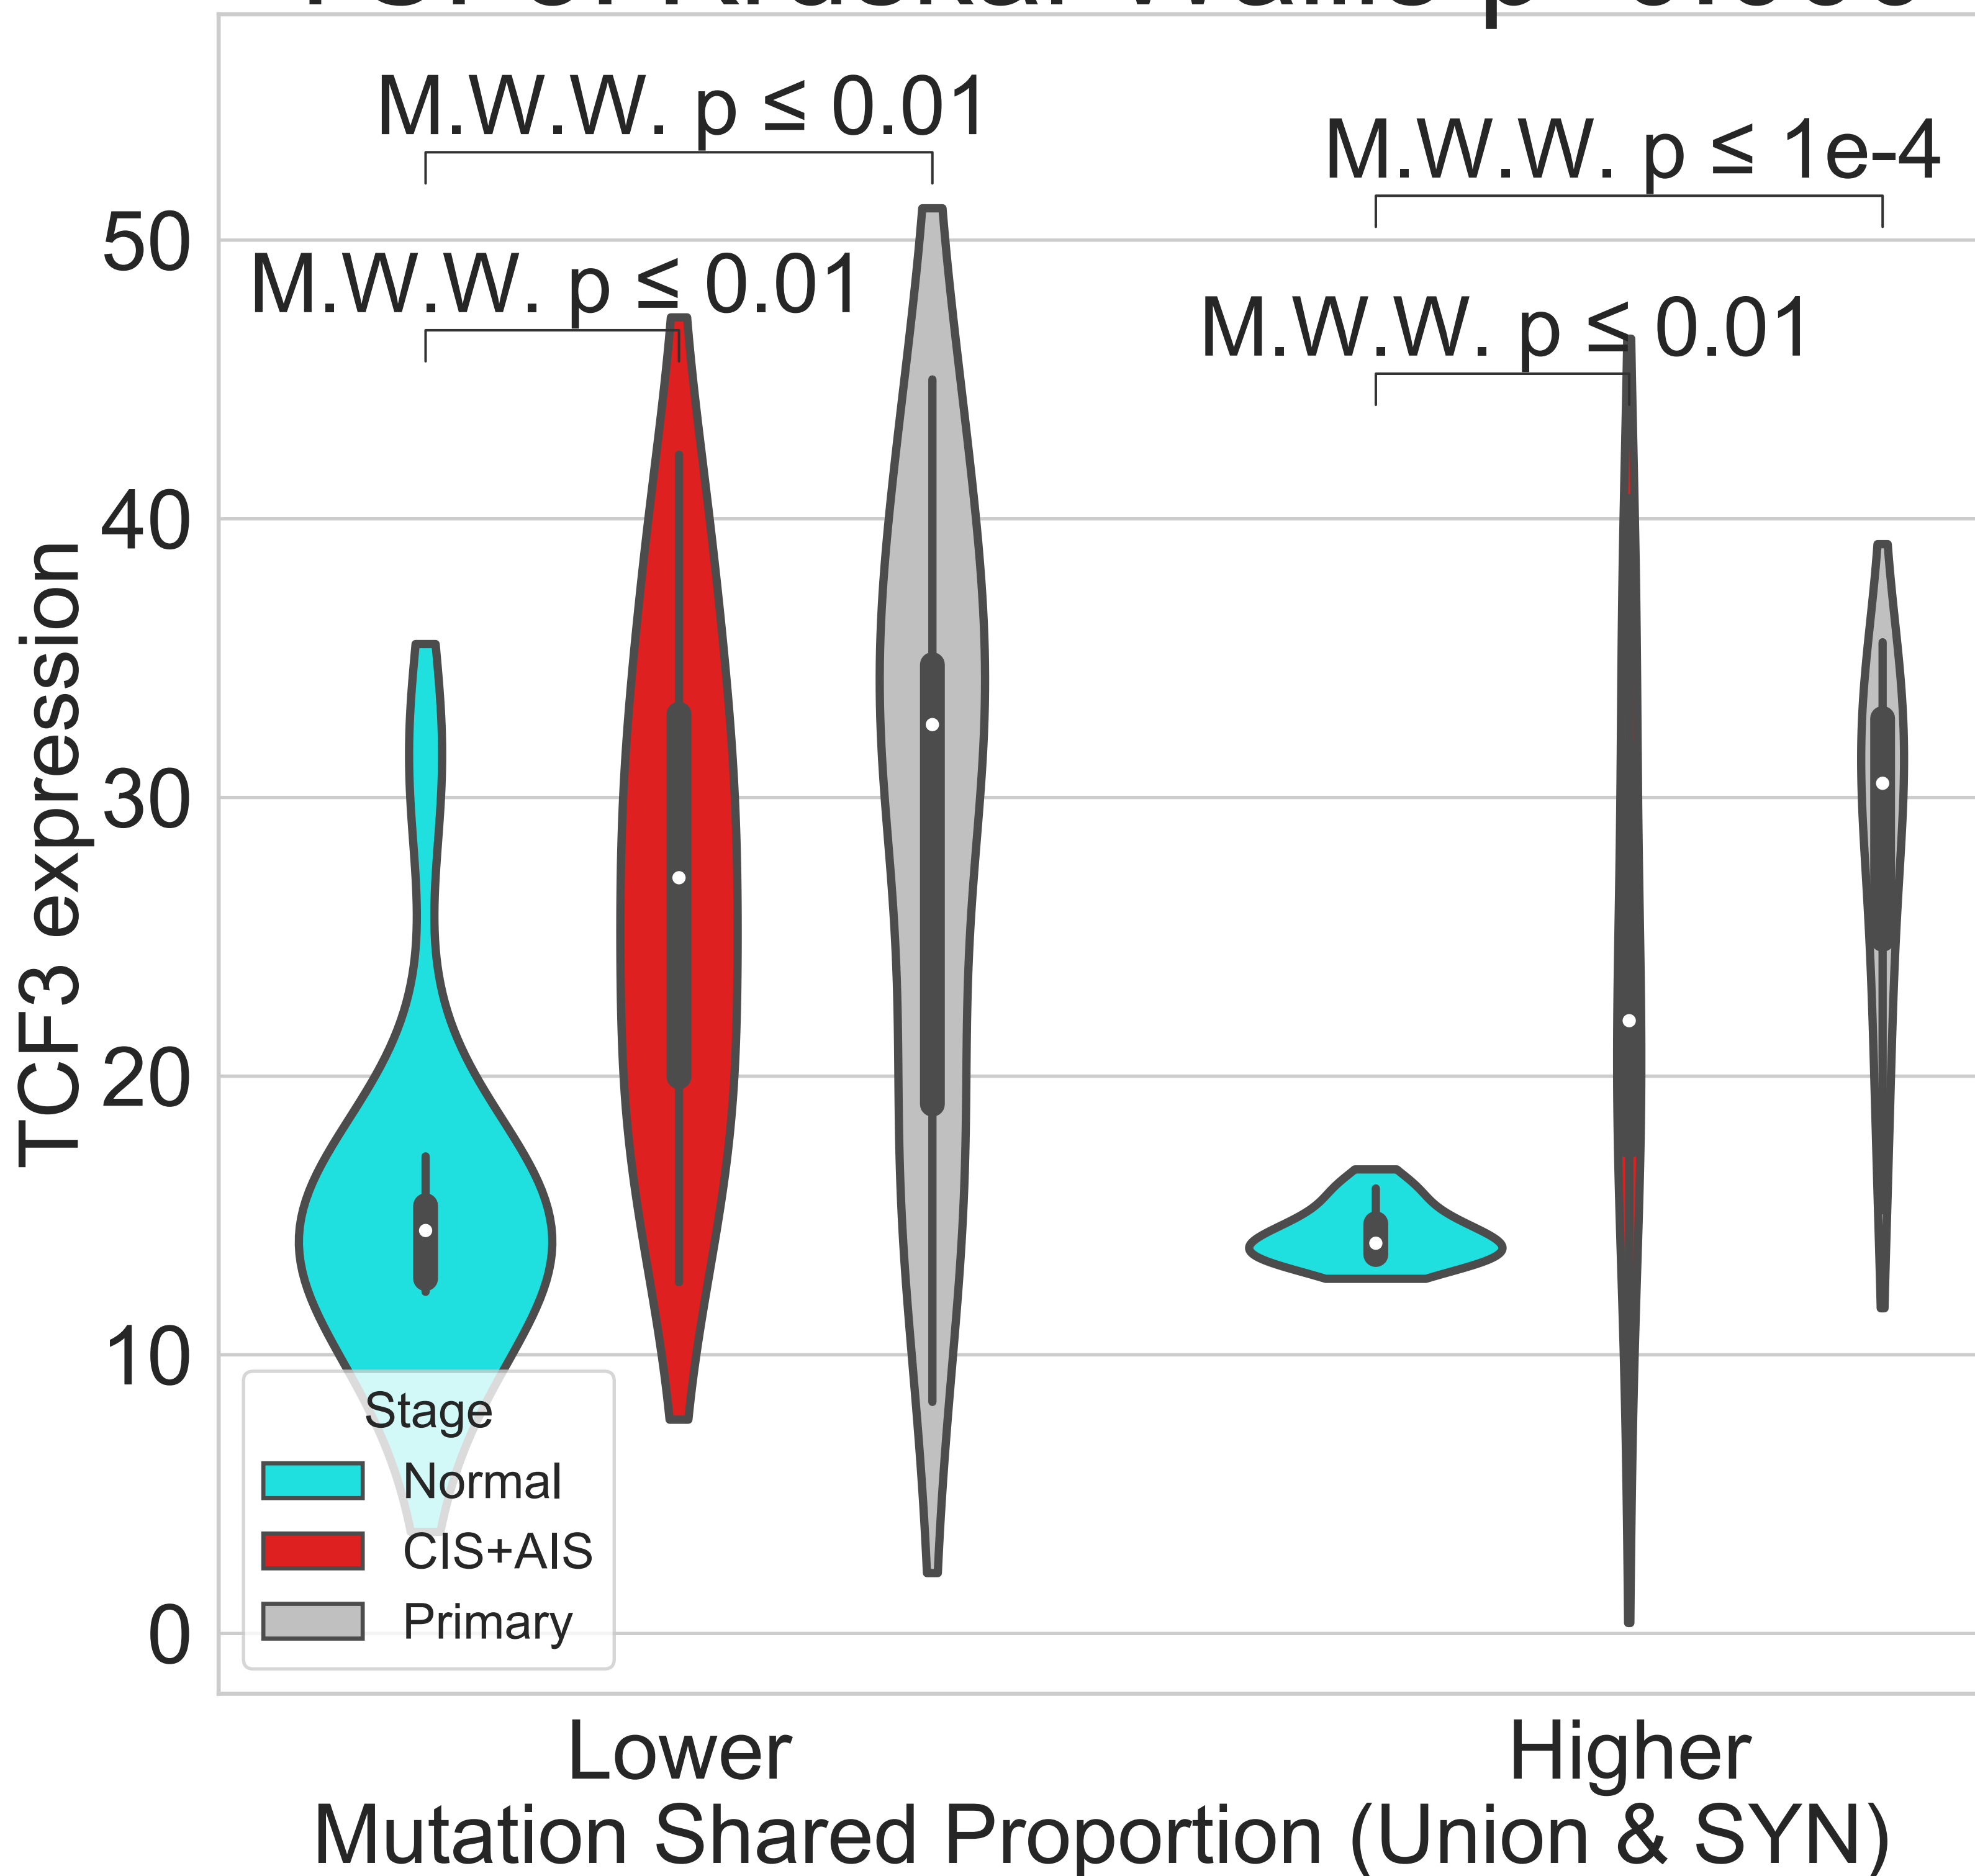 M.W.W. p ≤ 0.01
M.W.W. p ≤ 1e-4
M.W.W. p ≤ 0.01
M.W.W. p ≤ 0.01
TCF3 expression
50
40
30
20
10
0
Stage
Normal
CIS+AIS
Primary
Lower
Higher
Mutation Shared Proportion (Union & SYN)